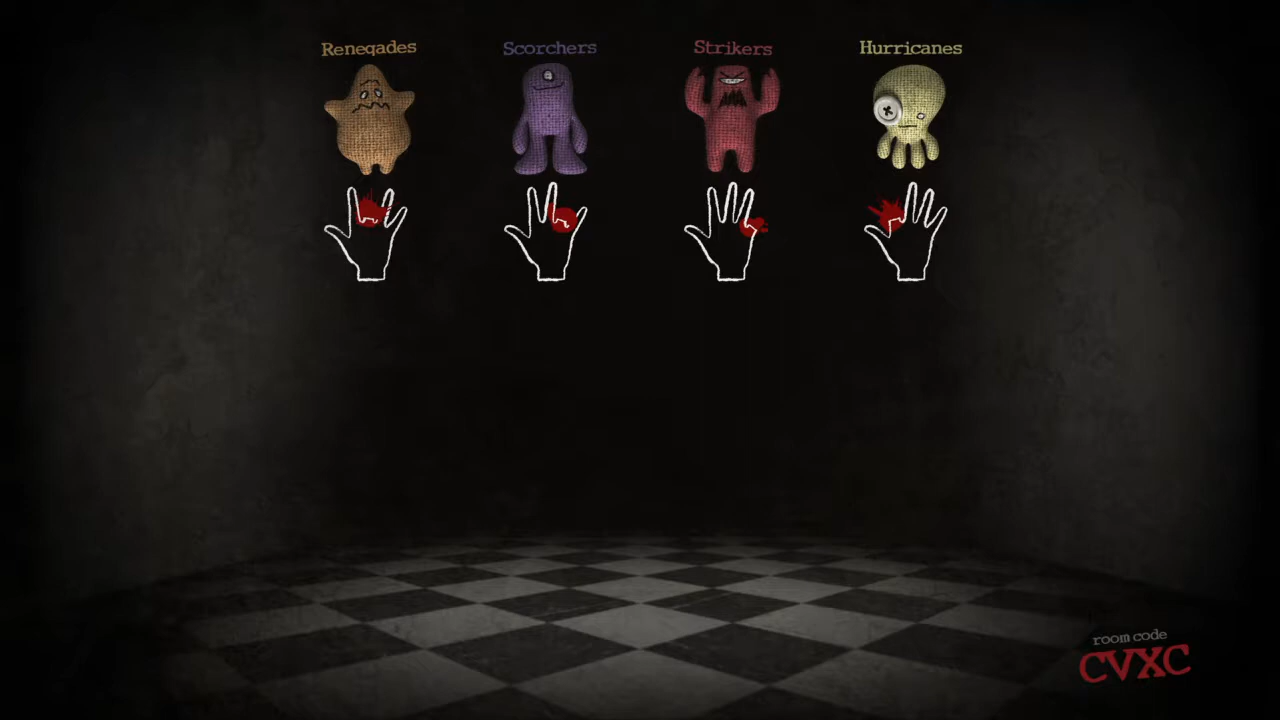 Renegades
Scorchers
Strikers
Hurricanes
room code
CVXC